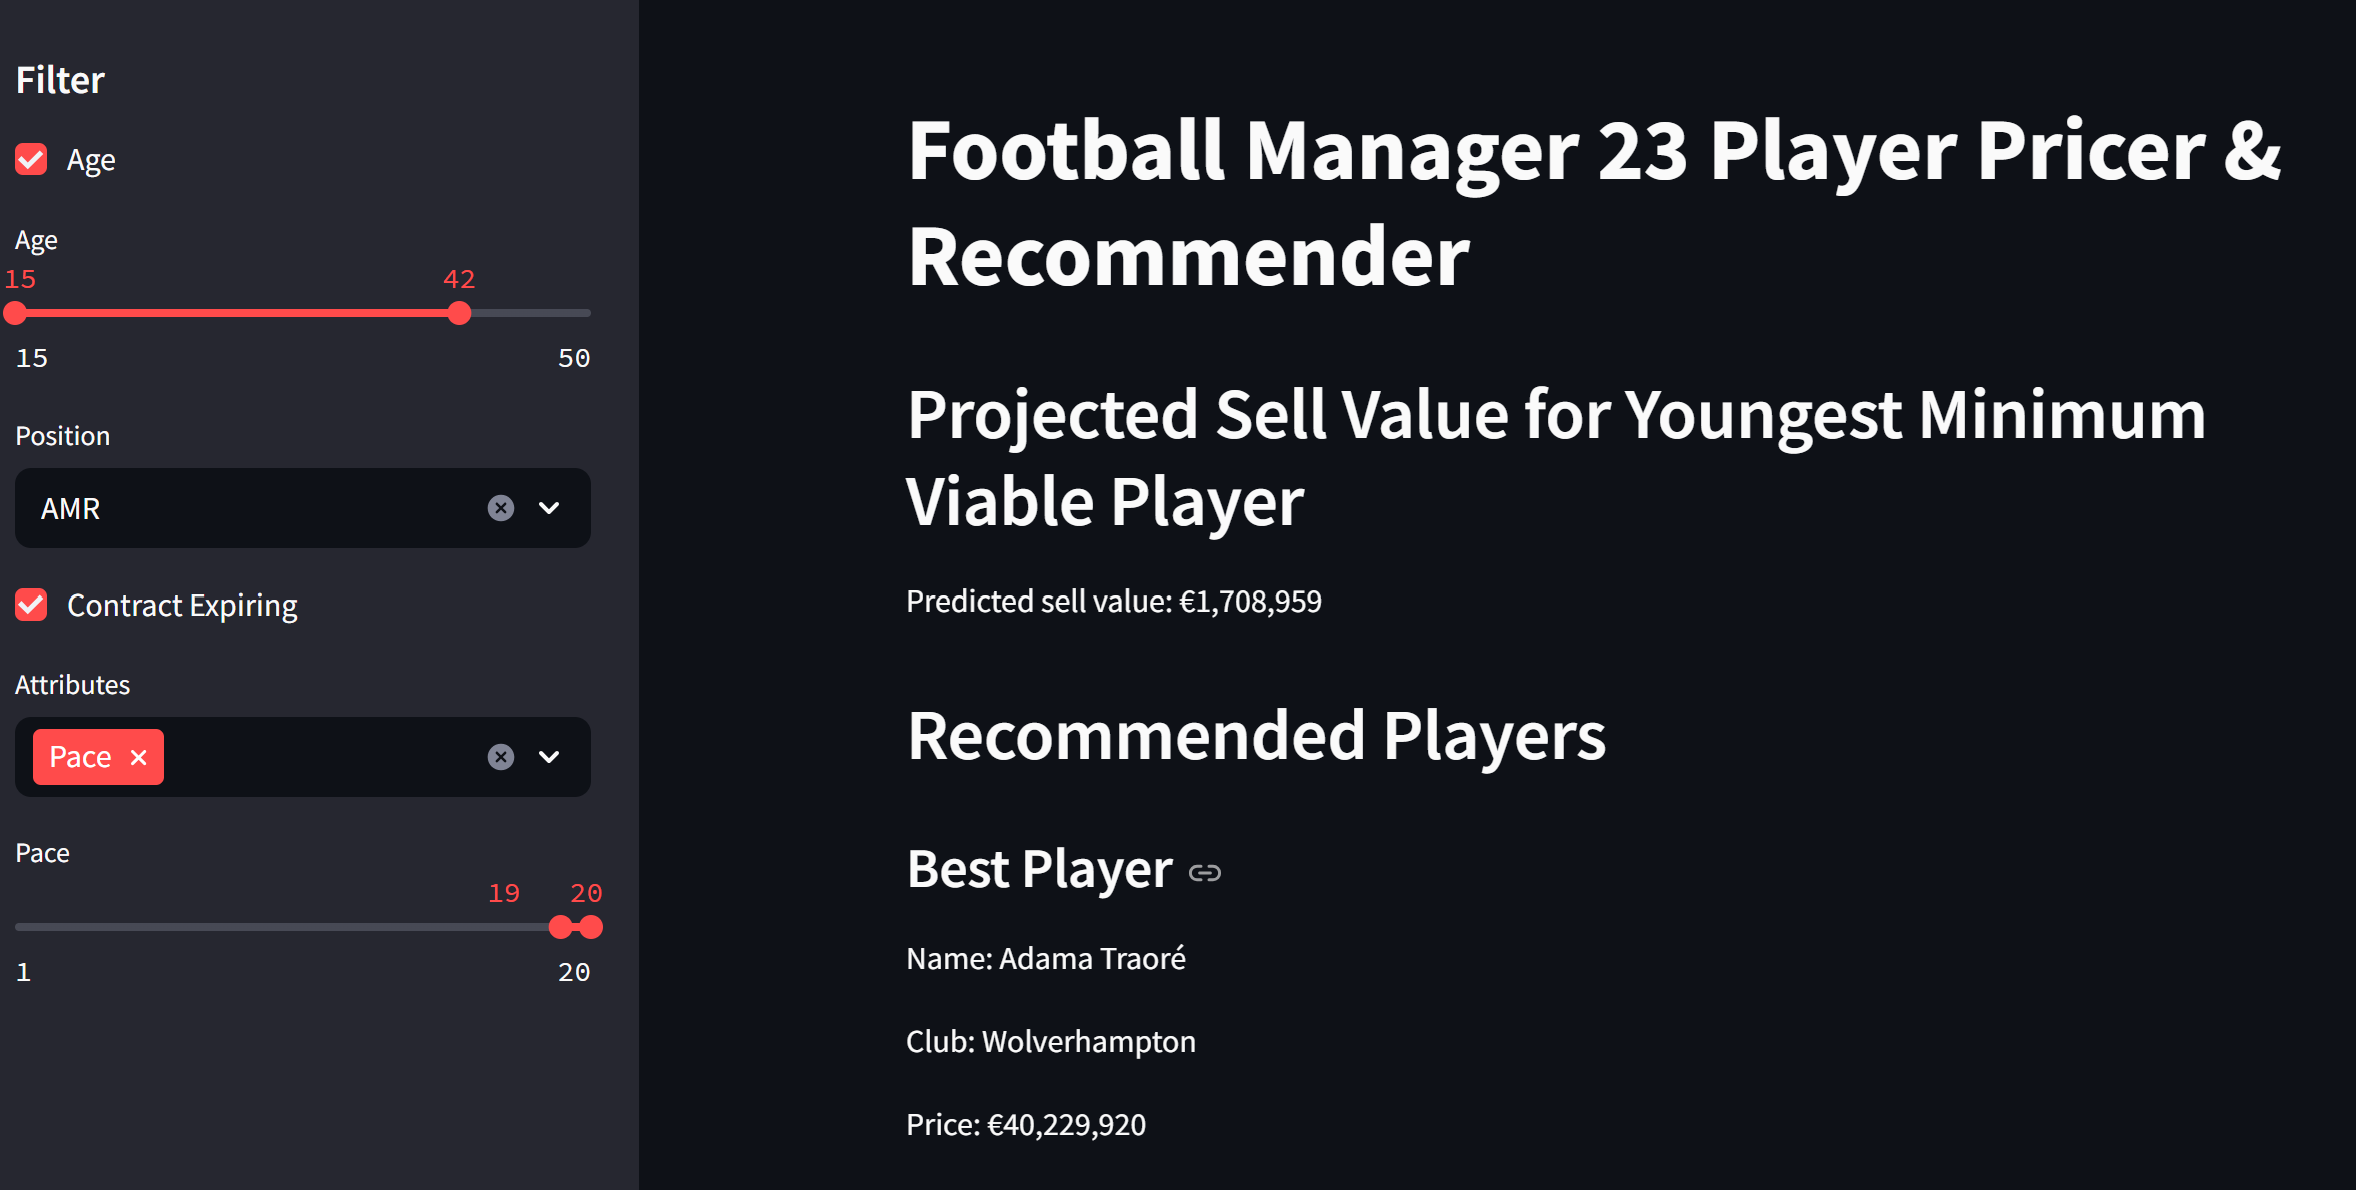 Filter
Age
Age
15 42
15 50
Position
AMR
Contract Expiring
Attributes
Pace
Pace
19 20
1 20
Football Manager 23 Player Pricer &
Recommender
Projected Sell Value for Youngest Minimum
Viable Player
Predicted sell value: €1,708,959
Recommended Players
Best Player
Name: Adama Traoré
Club: Wolverhampton
Price: €40,229,920